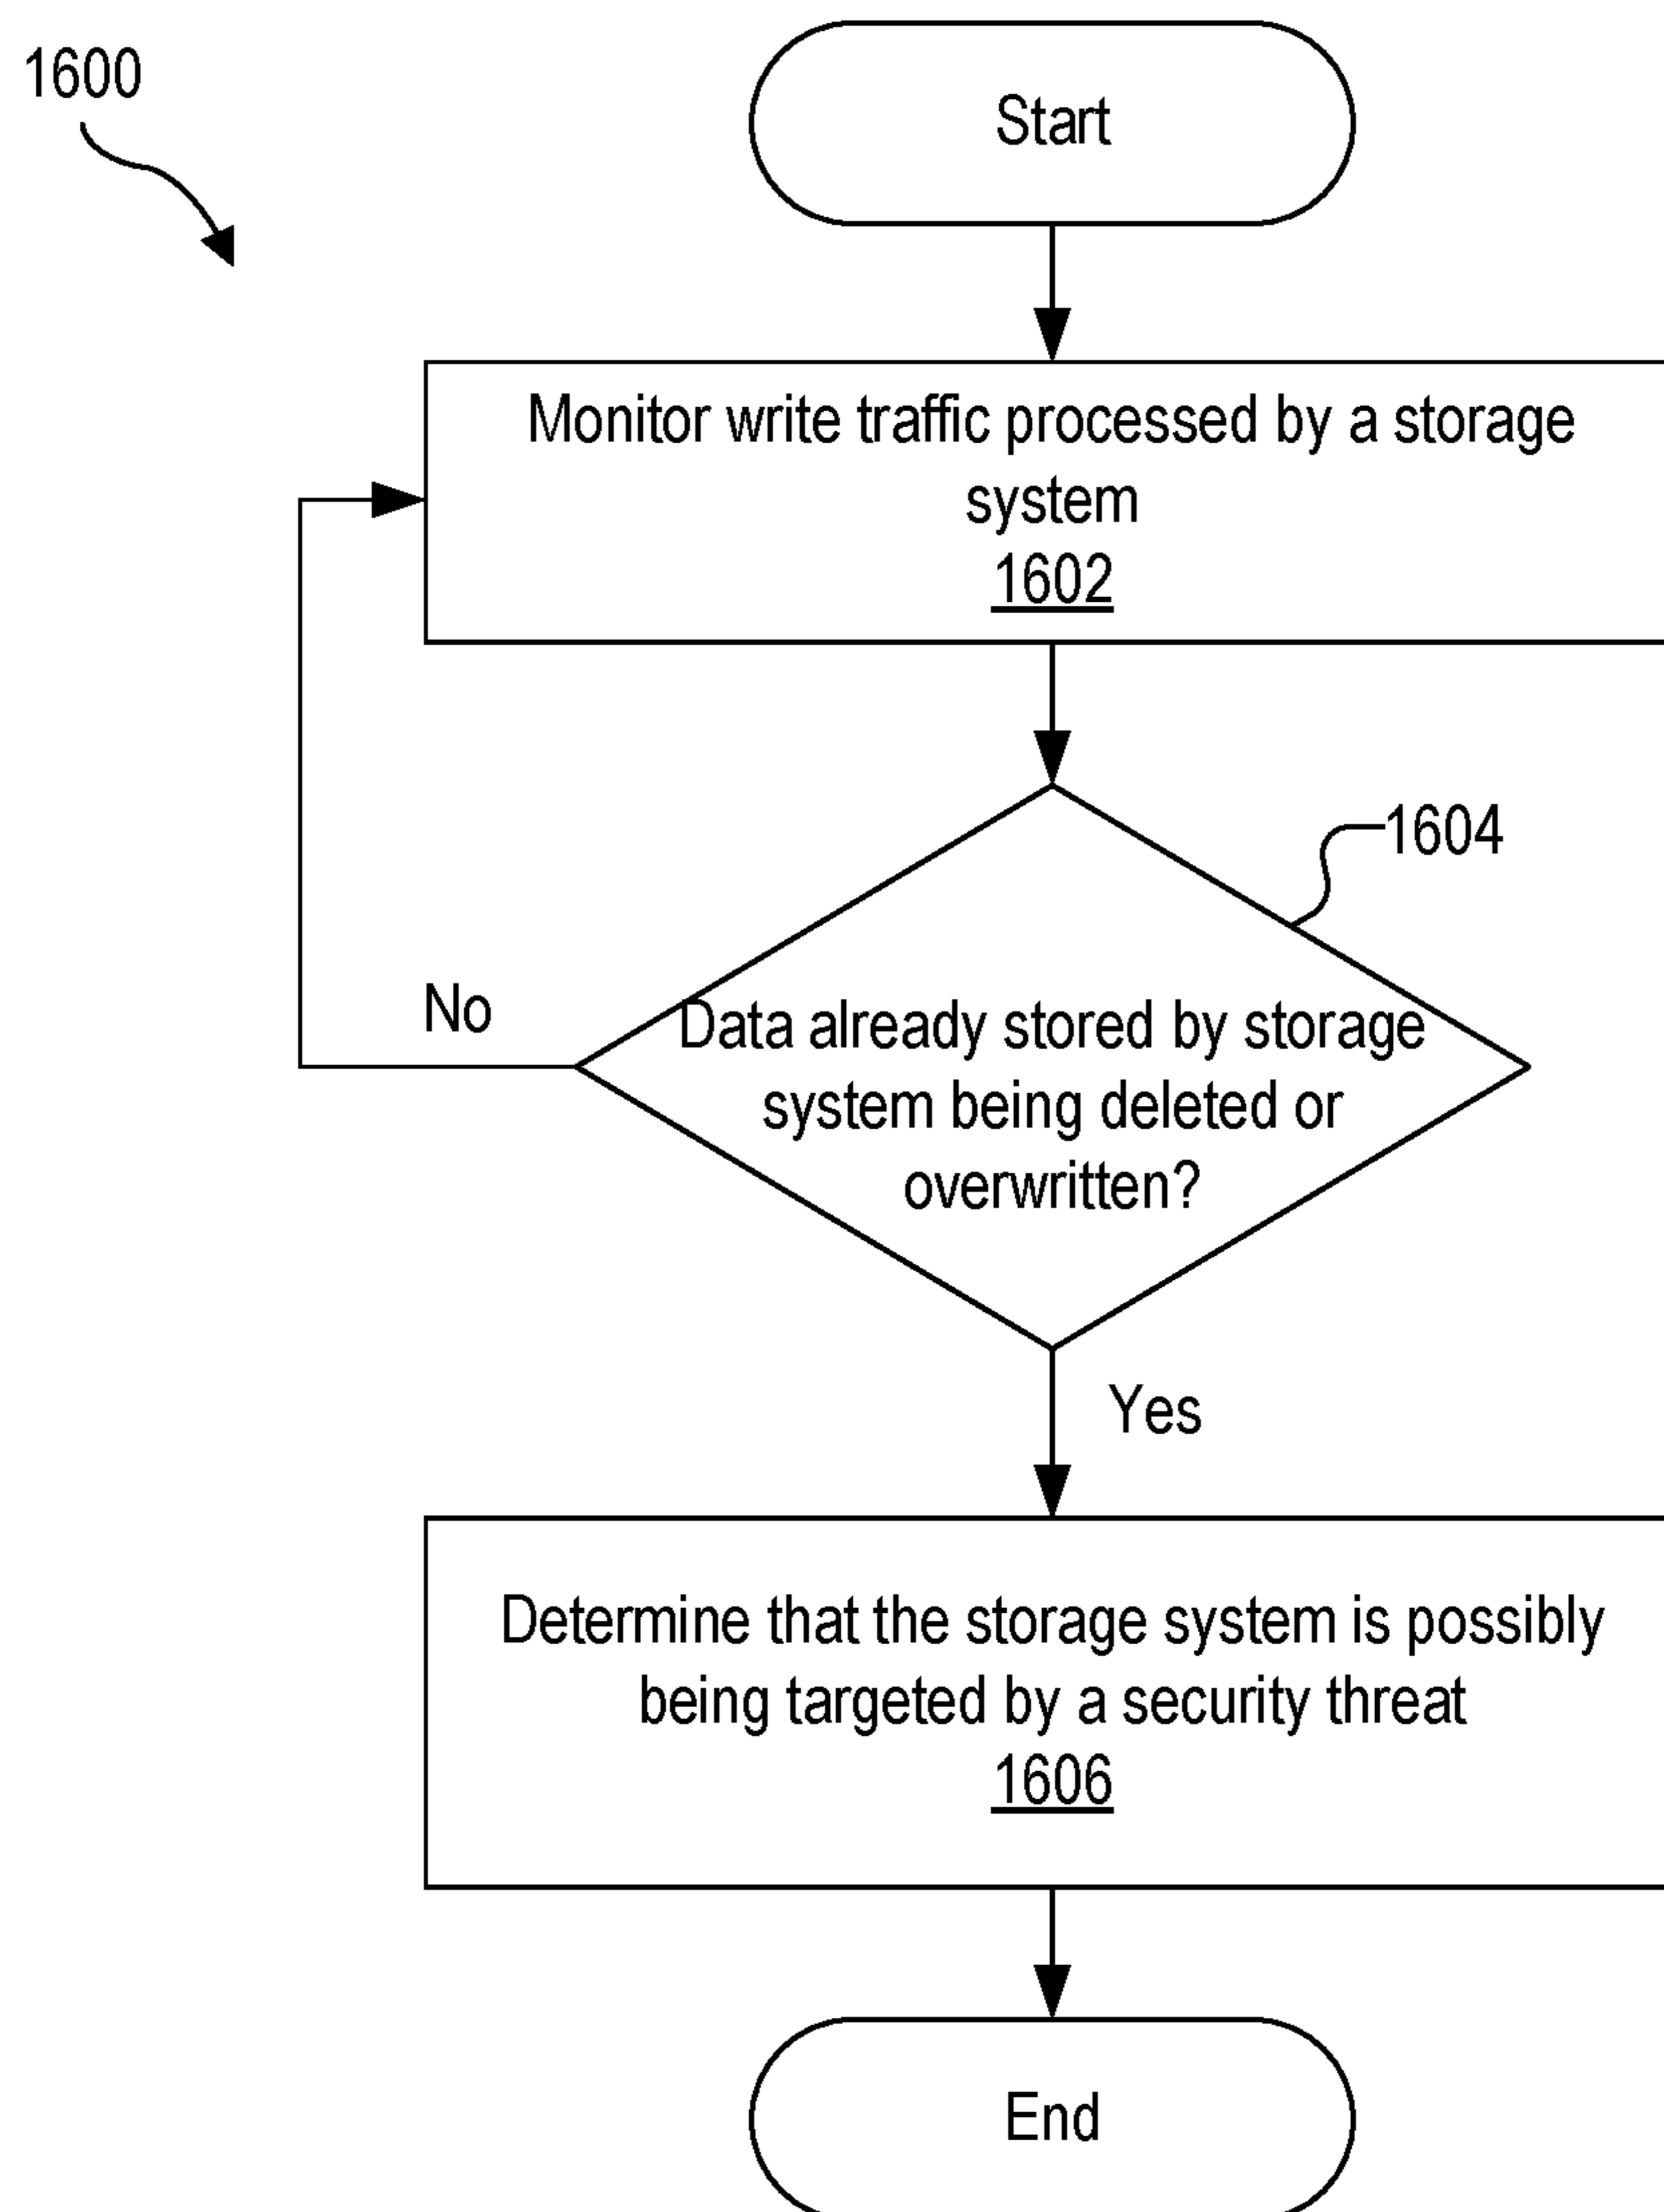 1600
Start
Monitor write traffic processed by a storage
system
1602
1604
No
Data already stored by storage
system being deleted or
overwritten?
Yes
Determine that the storage system is possibly
being targeted by a security threat
1606
End